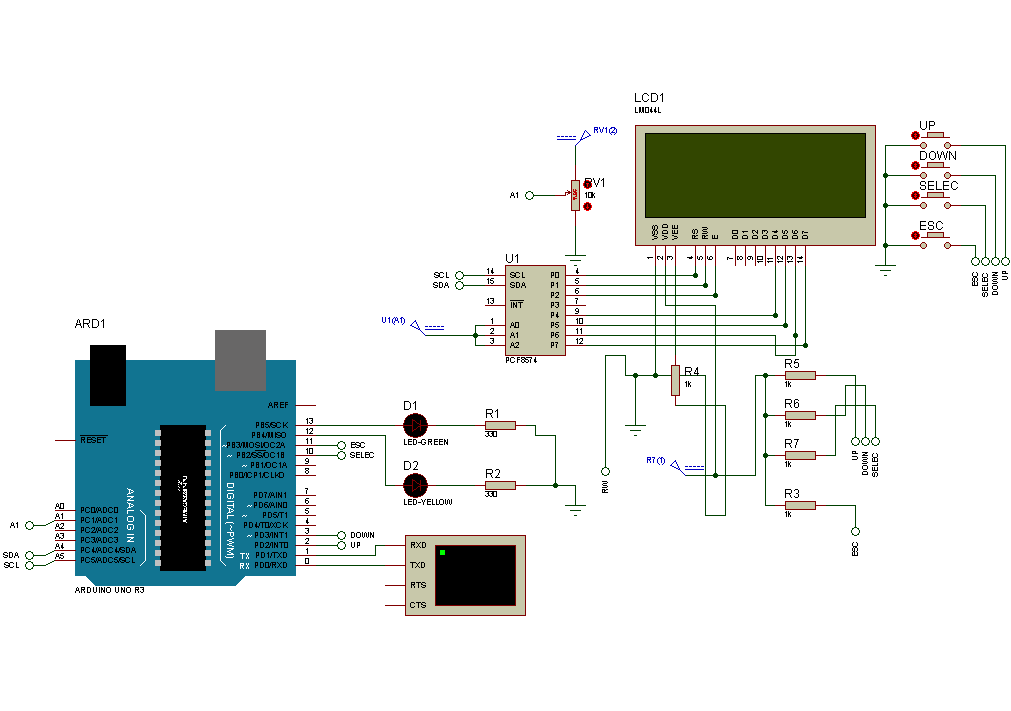 LCD1
LM044L
RV1(2)
RV1
10k
A1
VSS
VDD
VEE
RS
RW
E
D0
D1
D2
D3
D4
D5
D6
D7
1
2
3
4
5
6
7
8
9
10
11
12
13
14
UP
DOWN
SELEC
ESC
ESC
SELEC
DOWN
UP
U1
SCL
SDA
14
15
13
1
2
3
SCL
SDA
INT
A0
A1
A2
P0
P1
P2
P3
P4
P5
P6
P7
4
5
6
7
9
10
11
12
PCF8574
U1(A1)
R4
1k
RW
R7(1)
R5
1k
R6
1k
R7
1k
R3
1k
UP
DOWN
SELEC
ESC
ARD1
AREF
RESET
13
12
11
10
9
8
PB5/SCK
PB4/MISO
~PB3/MOSI/OC2A
~ PB2/SS/OC1B
~ PB1/OC1A
PB0/ICP1/CLKO
ESC
SELEC
7
6
5
4
3
2
1
0
PD7/AIN1
~ PD6/AIN0
~ PD5/T1
PD4/T0/XCK
~ PD3/INT1
PD2/INT0
TX PD1/TXD
RX PD0/RXD
DOWN
UP
DIGITAL (~PWM)
ANALOG IN
A0
A1
A2
A3
A4
A5
PC0/ADC0
PC1/ADC1
PC2/ADC2
PC3/ADC3
PC4/ADC4/SDA
PC5/ADC5/SCL
A1
SDA
SCL
ARDUINO UNO R3
D1
LED-GREEN
R1
330
D2
LED-YELLOW
R2
330
RXD
TXD
RTS
CTS